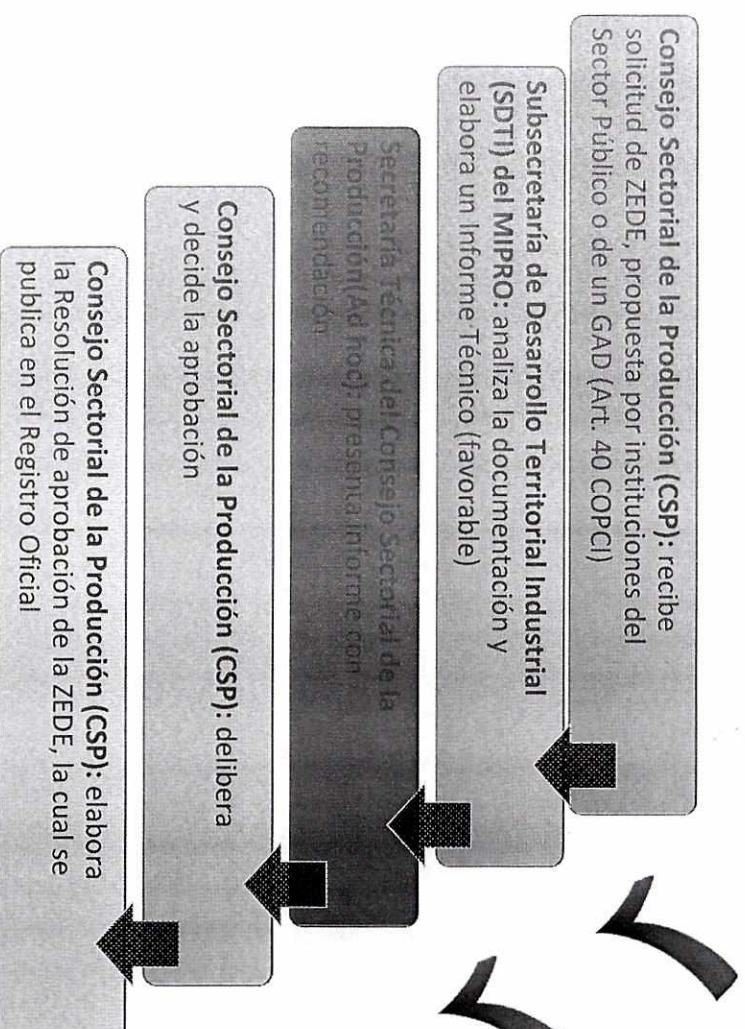 Consejo Sectorial de la Producción (CSP): recibe
solicitud de ZEDE, propuesta por instituciones del
Sector Público o de un GAD (Art. 40 COPCI)
Subsecretaría de Desarrollo Territorial Industrial
(SDTI) del MIPRO: analiza la documentación y
elabora un Informe Técnico (favorable)
Secretaría Técnica del Consejo Sectorial de la
Producción(Ad hoc): presenta informe con
recomendación
Consejo Sectorial de la Producción (CSP): delibera
y decide la aprobación
Consejo Sectorial de la Producción (CSP): elabora
la Resolución de aprobación de la ZEDE, la cual se
publica en el Registro Oficial